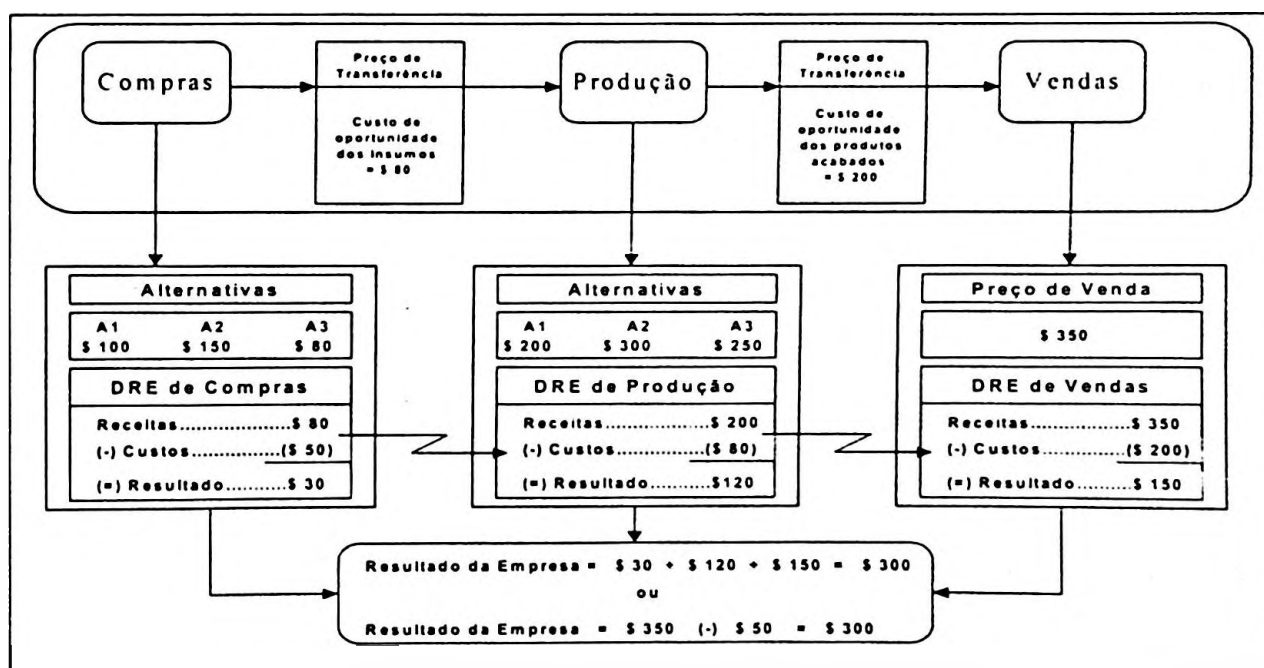 Compras
Preço de
Transferência
Custo de
oportunidade
dos insumos
= $ 80
Produção
Preço de
Transferência
Custo de
oportunidade
dos produtos
acabados
= $ 200
Vendas
Alternativas
A1 A2 A3
$ 100 $ 150 $ 80
DRE de Compras
Receitas..................$ 80
(-) Custos...............($ 50)
(=) Resultado..........$ 30
Alternativas
A1 A2 A3
$ 200 $ 300 $ 250
DRE de Produção
Receitas.....................$ 200
(-) Custos..................($ 80)
(=) Resultado............$120
Preço de Venda
$ 350
DRE de Vendas
Receitas....................$ 350
(-) Custos................($ 200)
(=) Resultado...........$ 150
Resultado da Empresa = $ 30 + $ 120 + $ 150 = $ 300
ou
Resultado da Empresa = $ 350 (-) $ 50 = $ 300